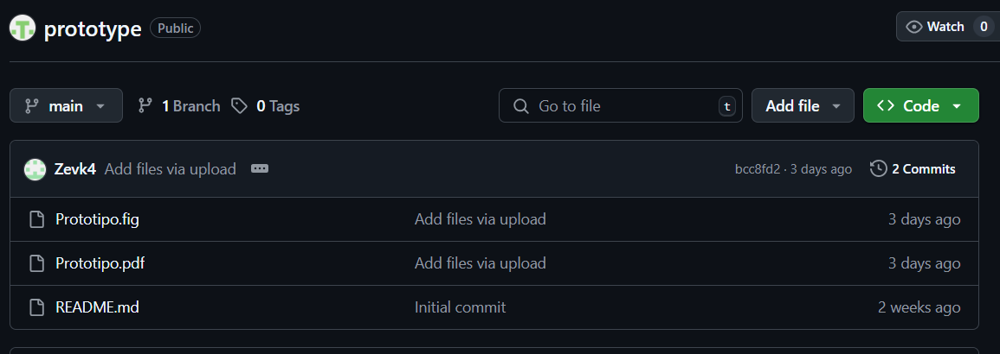 prototype Public Watch 0
main 1 Branch 0 Tags Go to file t Add file Code
Zevk4 Add files via upload bcc8fd2 · 3 days ago 2 Commits
Prototipo.fig Add files via upload 3 days ago
Prototipo.pdf Add files via upload 3 days ago
README.md Initial commit 2 weeks ago